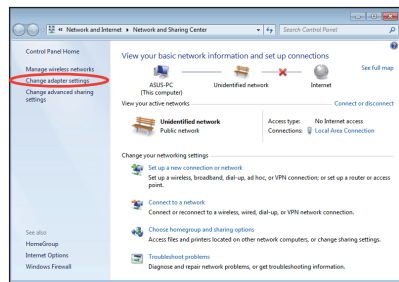 « Network and Internet ▸ Network and Sharing Center
Search Control Panel
Control Panel Home
Manage wireless networks
Change adapter settings
Change advanced sharing
settings
See also
HomeGroup
Internet Options
Windows Firewall
View your basic network information and set up connections
See full map
ASUS-PC
(This computer)
Unidentified network
Internet
View your active networks
Connect or disconnect
Unidentified network
Public network
Access type: No Internet access
Connections: Local Area Connection
Change your networking settings
Set up a new connection or network
Set up a wireless, broadband, dial-up, ad hoc, or VPN connection; or set up a router or access
point.
Connect to a network
Connect or reconnect to a wireless, wired, dial-up, or VPN network connection.
Choose homegroup and sharing options
Access files and printers located on other network computers, or change sharing settings.
Troubleshoot problems
Diagnose and repair network problems, or get troubleshooting information.